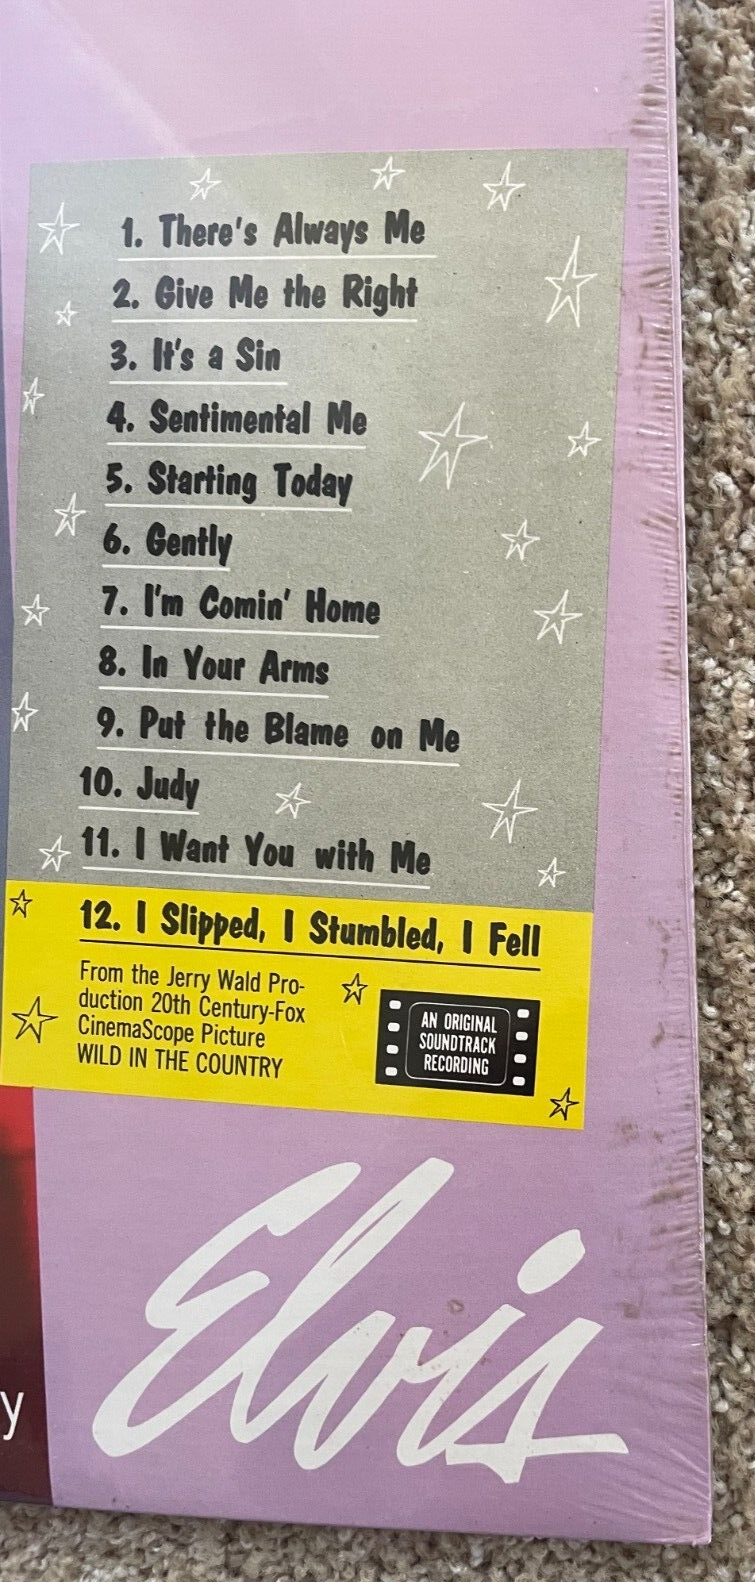 1. There's Always Me
2. Give Me the Right
3. It's a Sin
4. Sentimental Me
5. Starting Today
6. Gently
7. I'm Comin' Home
8. In Your Arms
9. Put the Blame on Me
10. Judy
11. I Want You with Me
12. I Slipped, I Stumbled, I Fell
From the Jerry Wald Pro-
duction 20th Century-Fox
CinemaScope Picture
WILD IN THE COUNTRY
AN ORIGINAL
SOUNDTRACK
RECORDING
Elvis
y